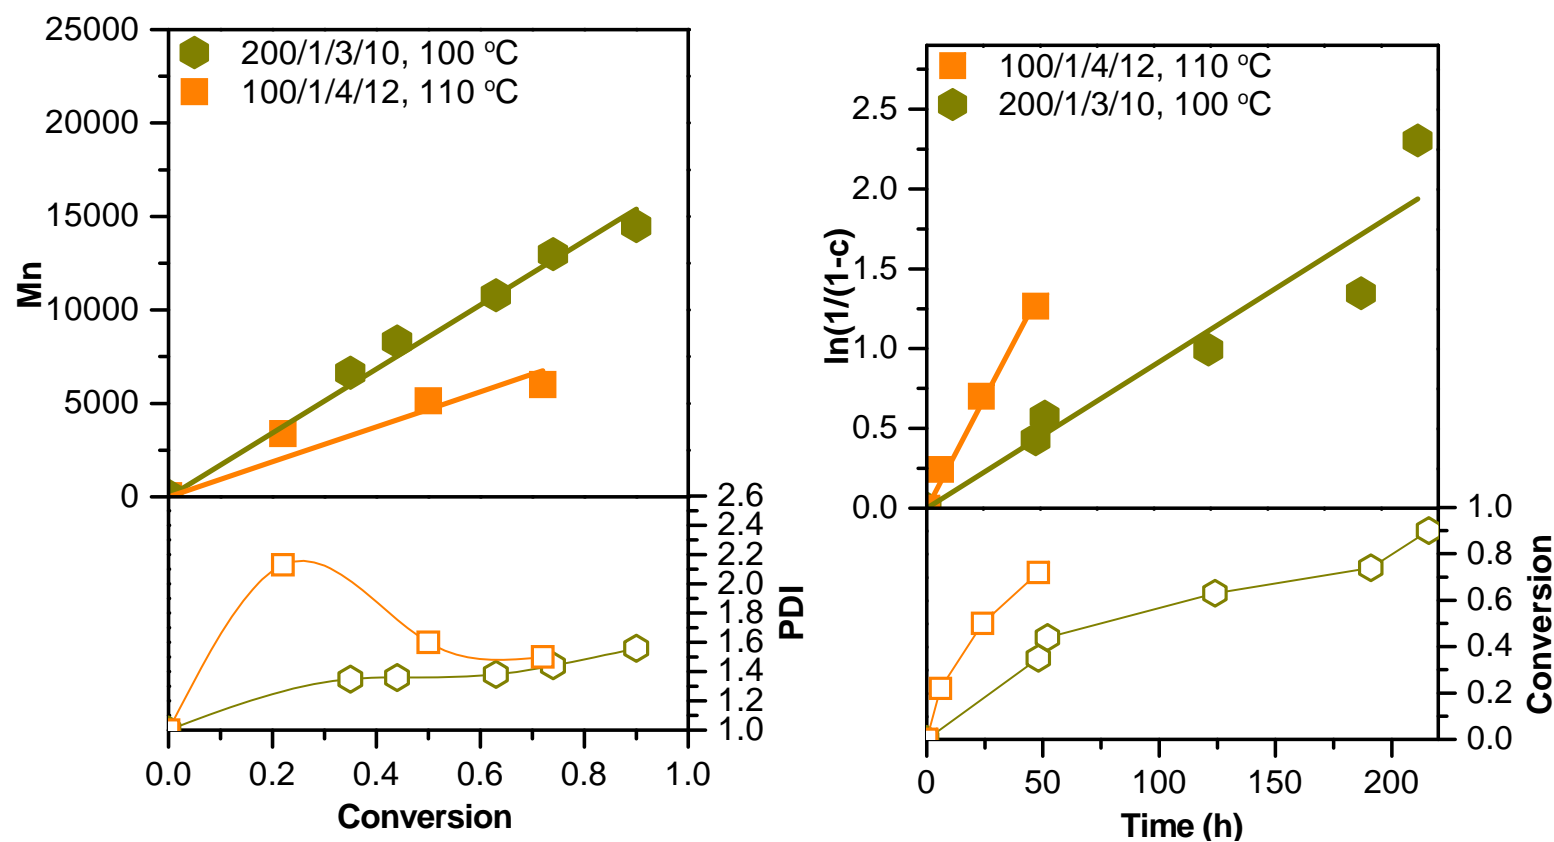 25000
20000
15000
10000
5000
0
Mn
200/1/3/10, 100 °C
100/1/4/12, 110 °C
2.6
2.4
2.2
2.0
1.8
1.6
1.4
1.2
1.0
PDI
0.0 0.2 0.4 0.6 0.8 1.0
Conversion
2.5
2.0
1.5
1.0
0.5
0.0
ln(1/(1-c)
100/1/4/12, 110 °C
200/1/3/10, 100 °C
1.0
0.8
0.6
0.4
0.2
0.0
Conversion
0 50 100 150 200
Time (h)